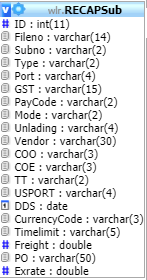 wlr.RECAPSub
ID : int(11)
Fileno : varchar(14)
Subno : varchar(2)
Type : varchar(2)
Port : varchar(4)
GST : varchar(15)
PayCode : varchar(2)
Mode : varchar(2)
Unlading : varchar(4)
Vendor : varchar(30)
COO : varchar(3)
COE : varchar(3)
TT : varchar(2)
USPORT : varchar(4)
DDS : date
CurrencyCode : varchar(3)
Timelimit : varchar(5)
Freight : double
PO : varchar(50)
Exrate : double